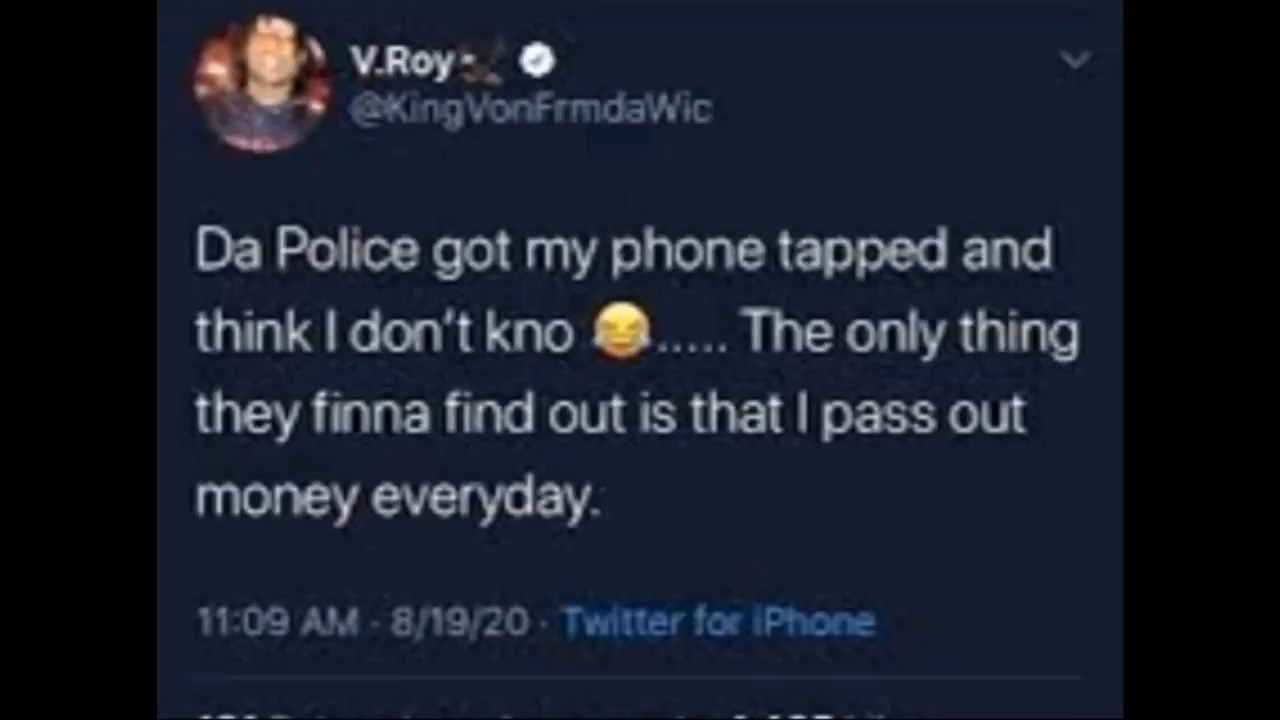 V.Roy
@KingVonFrmdaWic
Da Police got my phone tapped and
think I don't kno 😂..... The only thing
they finna find out is that I pass out
money everyday.
11:09 AM · 8/19/20 · Twitter for iPhone